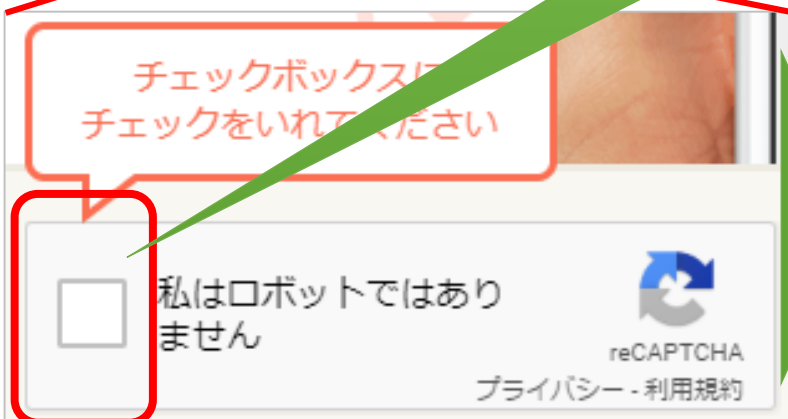 チェックボックスに
チェックをいれてください
私はロボットではあり
ません
reCAPTCHA
プライバシー - 利用規約